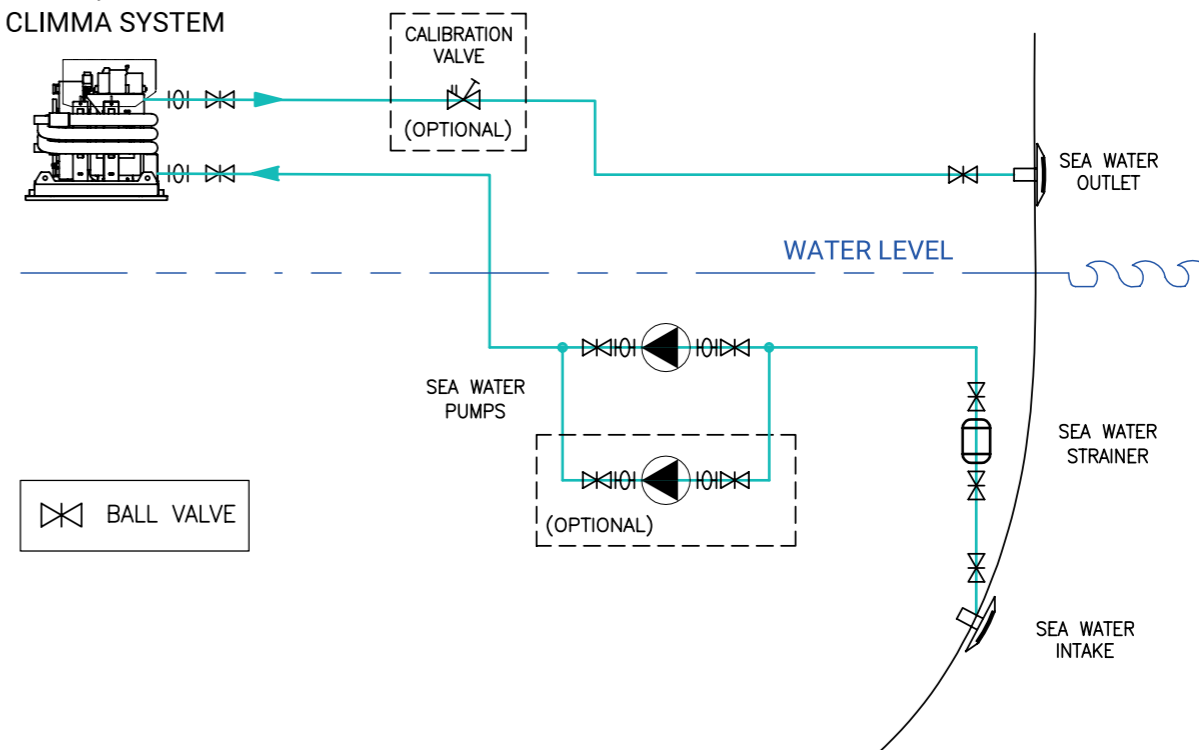 CLIMMA SYSTEM
CALIBRATION
VALVE
(OPTIONAL)
SEA WATER
OUTLET
WATER LEVEL
SEA WATER
PUMPS
SEA WATER
STRAINER
BALL VALVE
(OPTIONAL)
SEA WATER
INTAKE